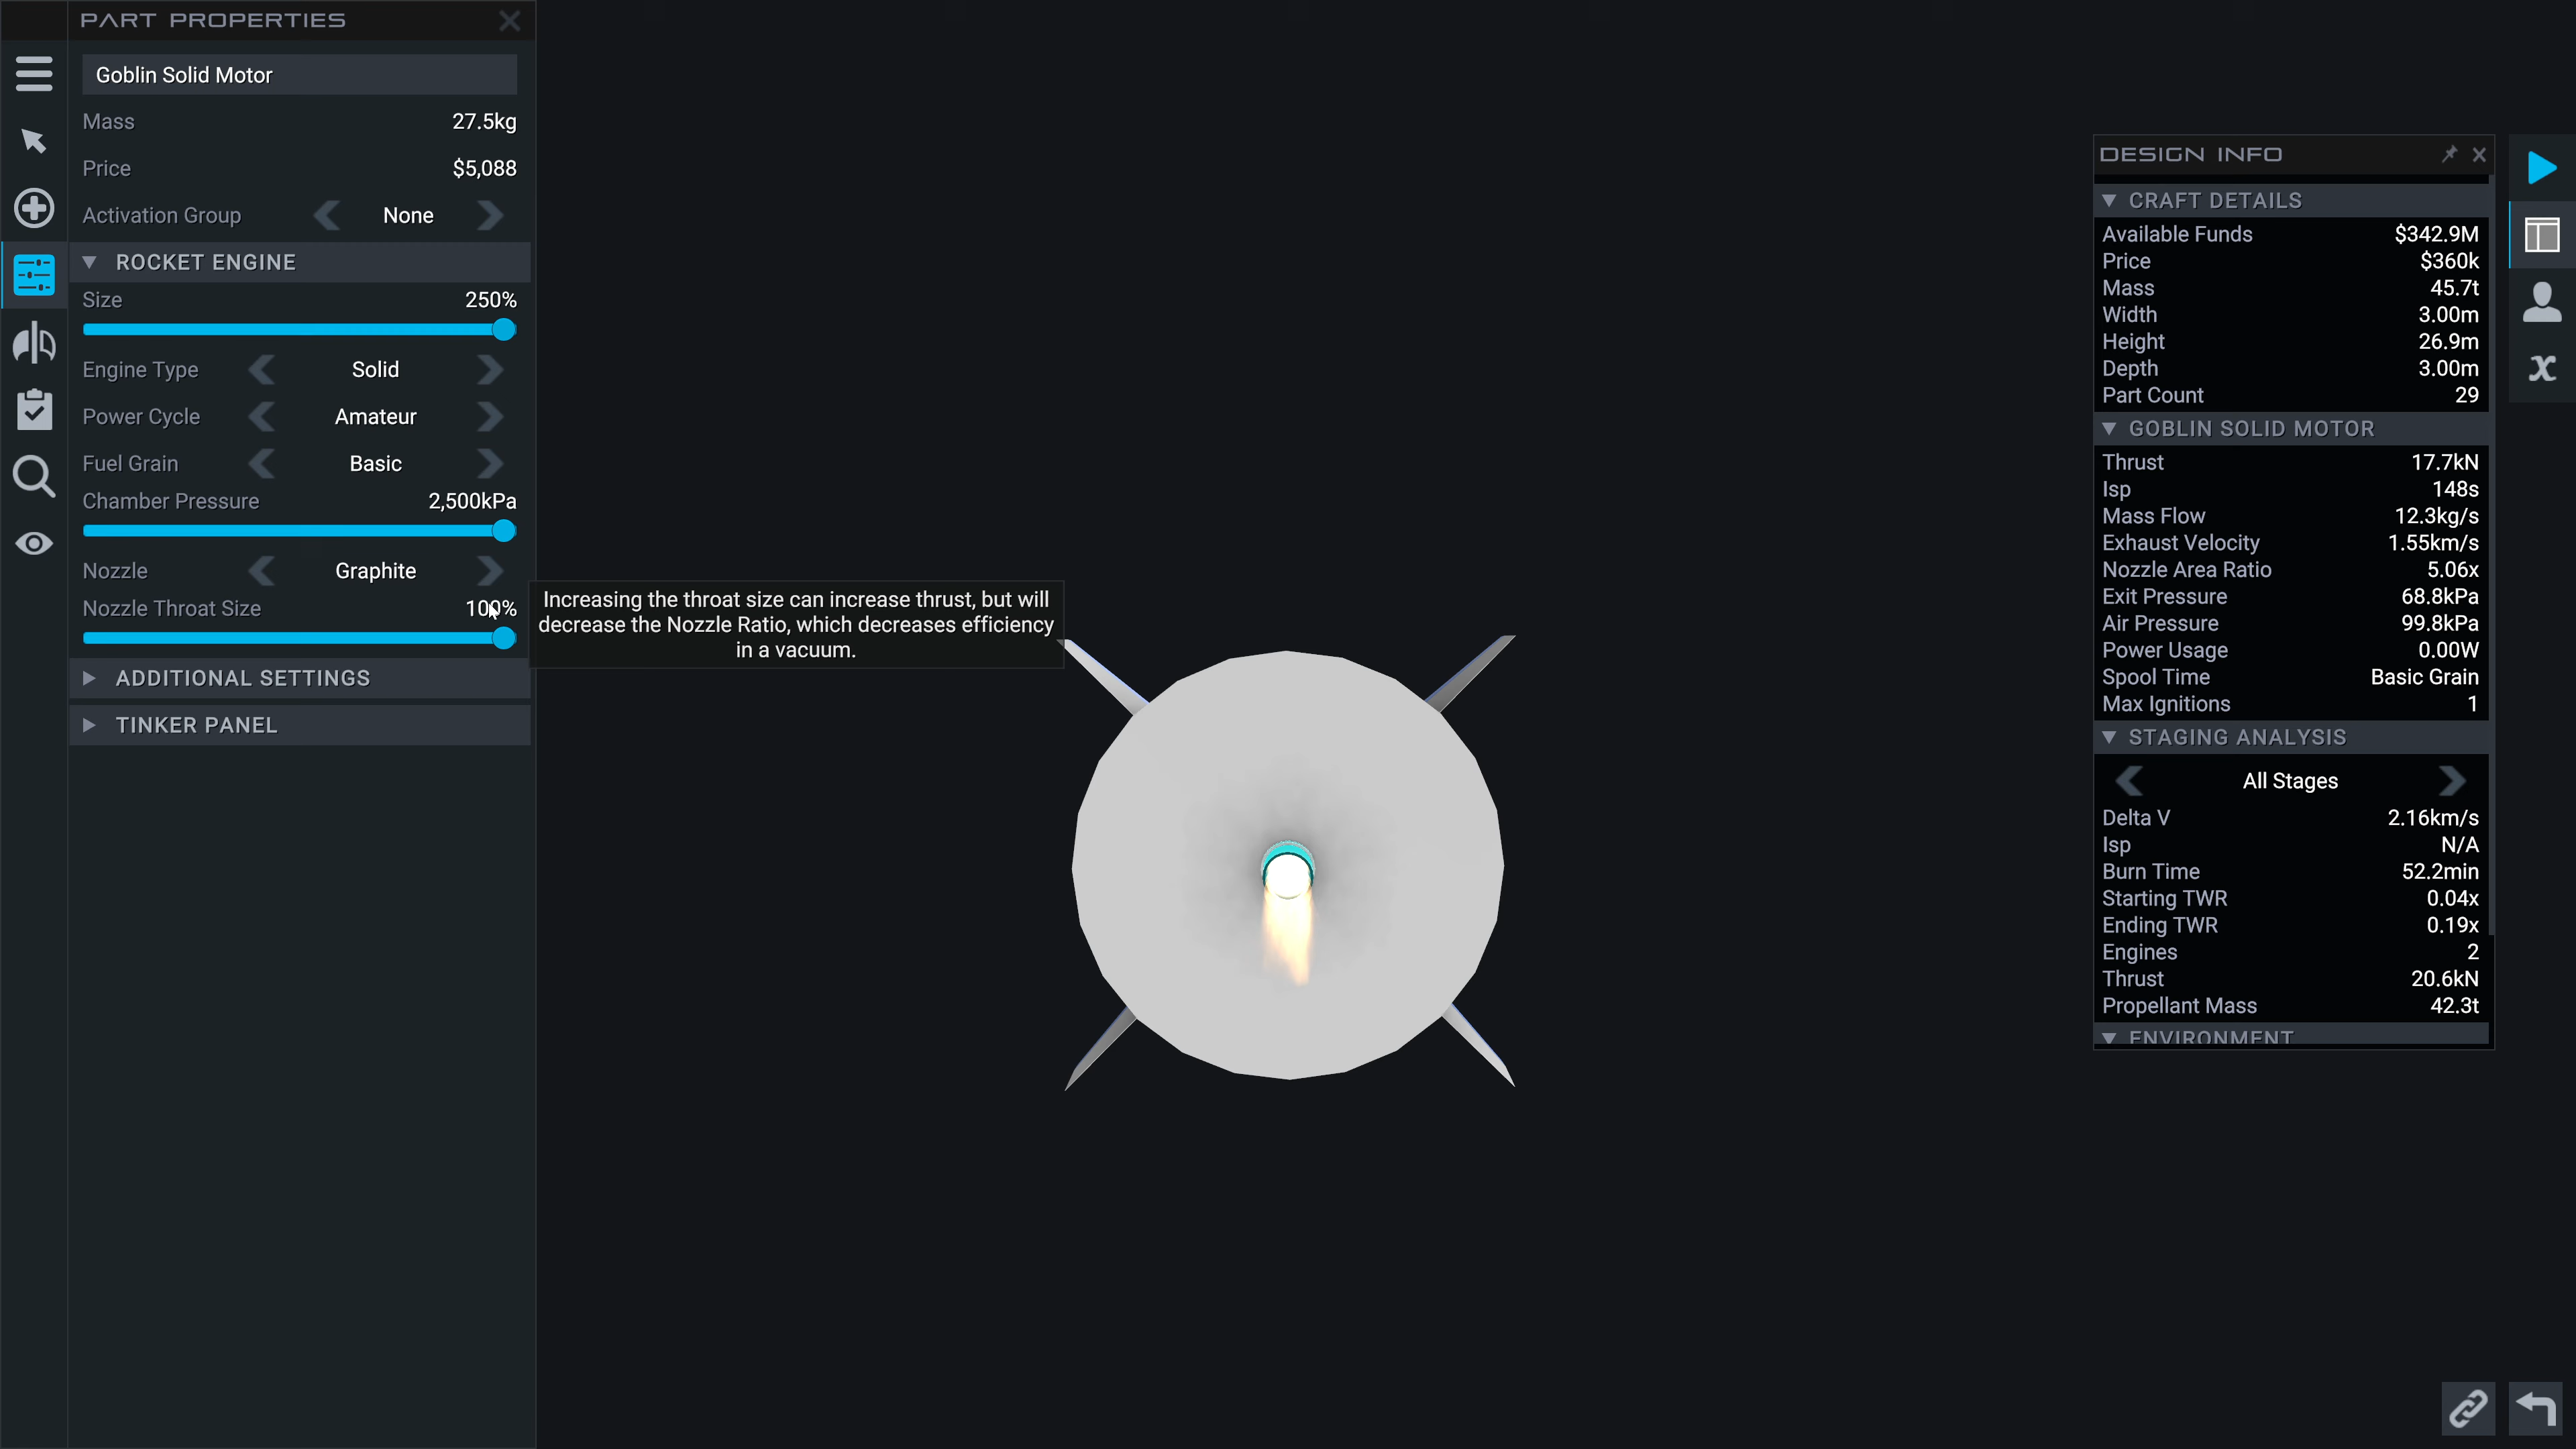 PART PROPERTIES
Goblin Solid Motor
Mass 27.5kg
Price $5,088
Activation Group None
ROCKET ENGINE
Size 250%
Engine Type Solid
Power Cycle Amateur
Fuel Grain Basic
Chamber Pressure 2,500kPa
Nozzle Graphite
Nozzle Throat Size 100%
ADDITIONAL SETTINGS
TINKER PANEL
Increasing the throat size can increase thrust, but will
decrease the Nozzle Ratio, which decreases efficiency
in a vacuum.
DESIGN INFO
CRAFT DETAILS
Available Funds $342.9M
Price $360k
Mass 45.7t
Width 3.00m
Height 26.9m
Depth 3.00m
Part Count 29
GOBLIN SOLID MOTOR
Thrust 17.7kN
Isp 148s
Mass Flow 12.3kg/s
Exhaust Velocity 1.55km/s
Nozzle Area Ratio 5.06x
Exit Pressure 68.8kPa
Air Pressure 99.8kPa
Power Usage 0.00W
Spool Time Basic Grain
Max Ignitions 1
STAGING ANALYSIS
All Stages
Delta V 2.16km/s
Isp N/A
Burn Time 52.2min
Starting TWR 0.04x
Ending TWR 0.19x
Engines 2
Thrust 20.6kN
Propellant Mass 42.3t
ENVIRONMENT